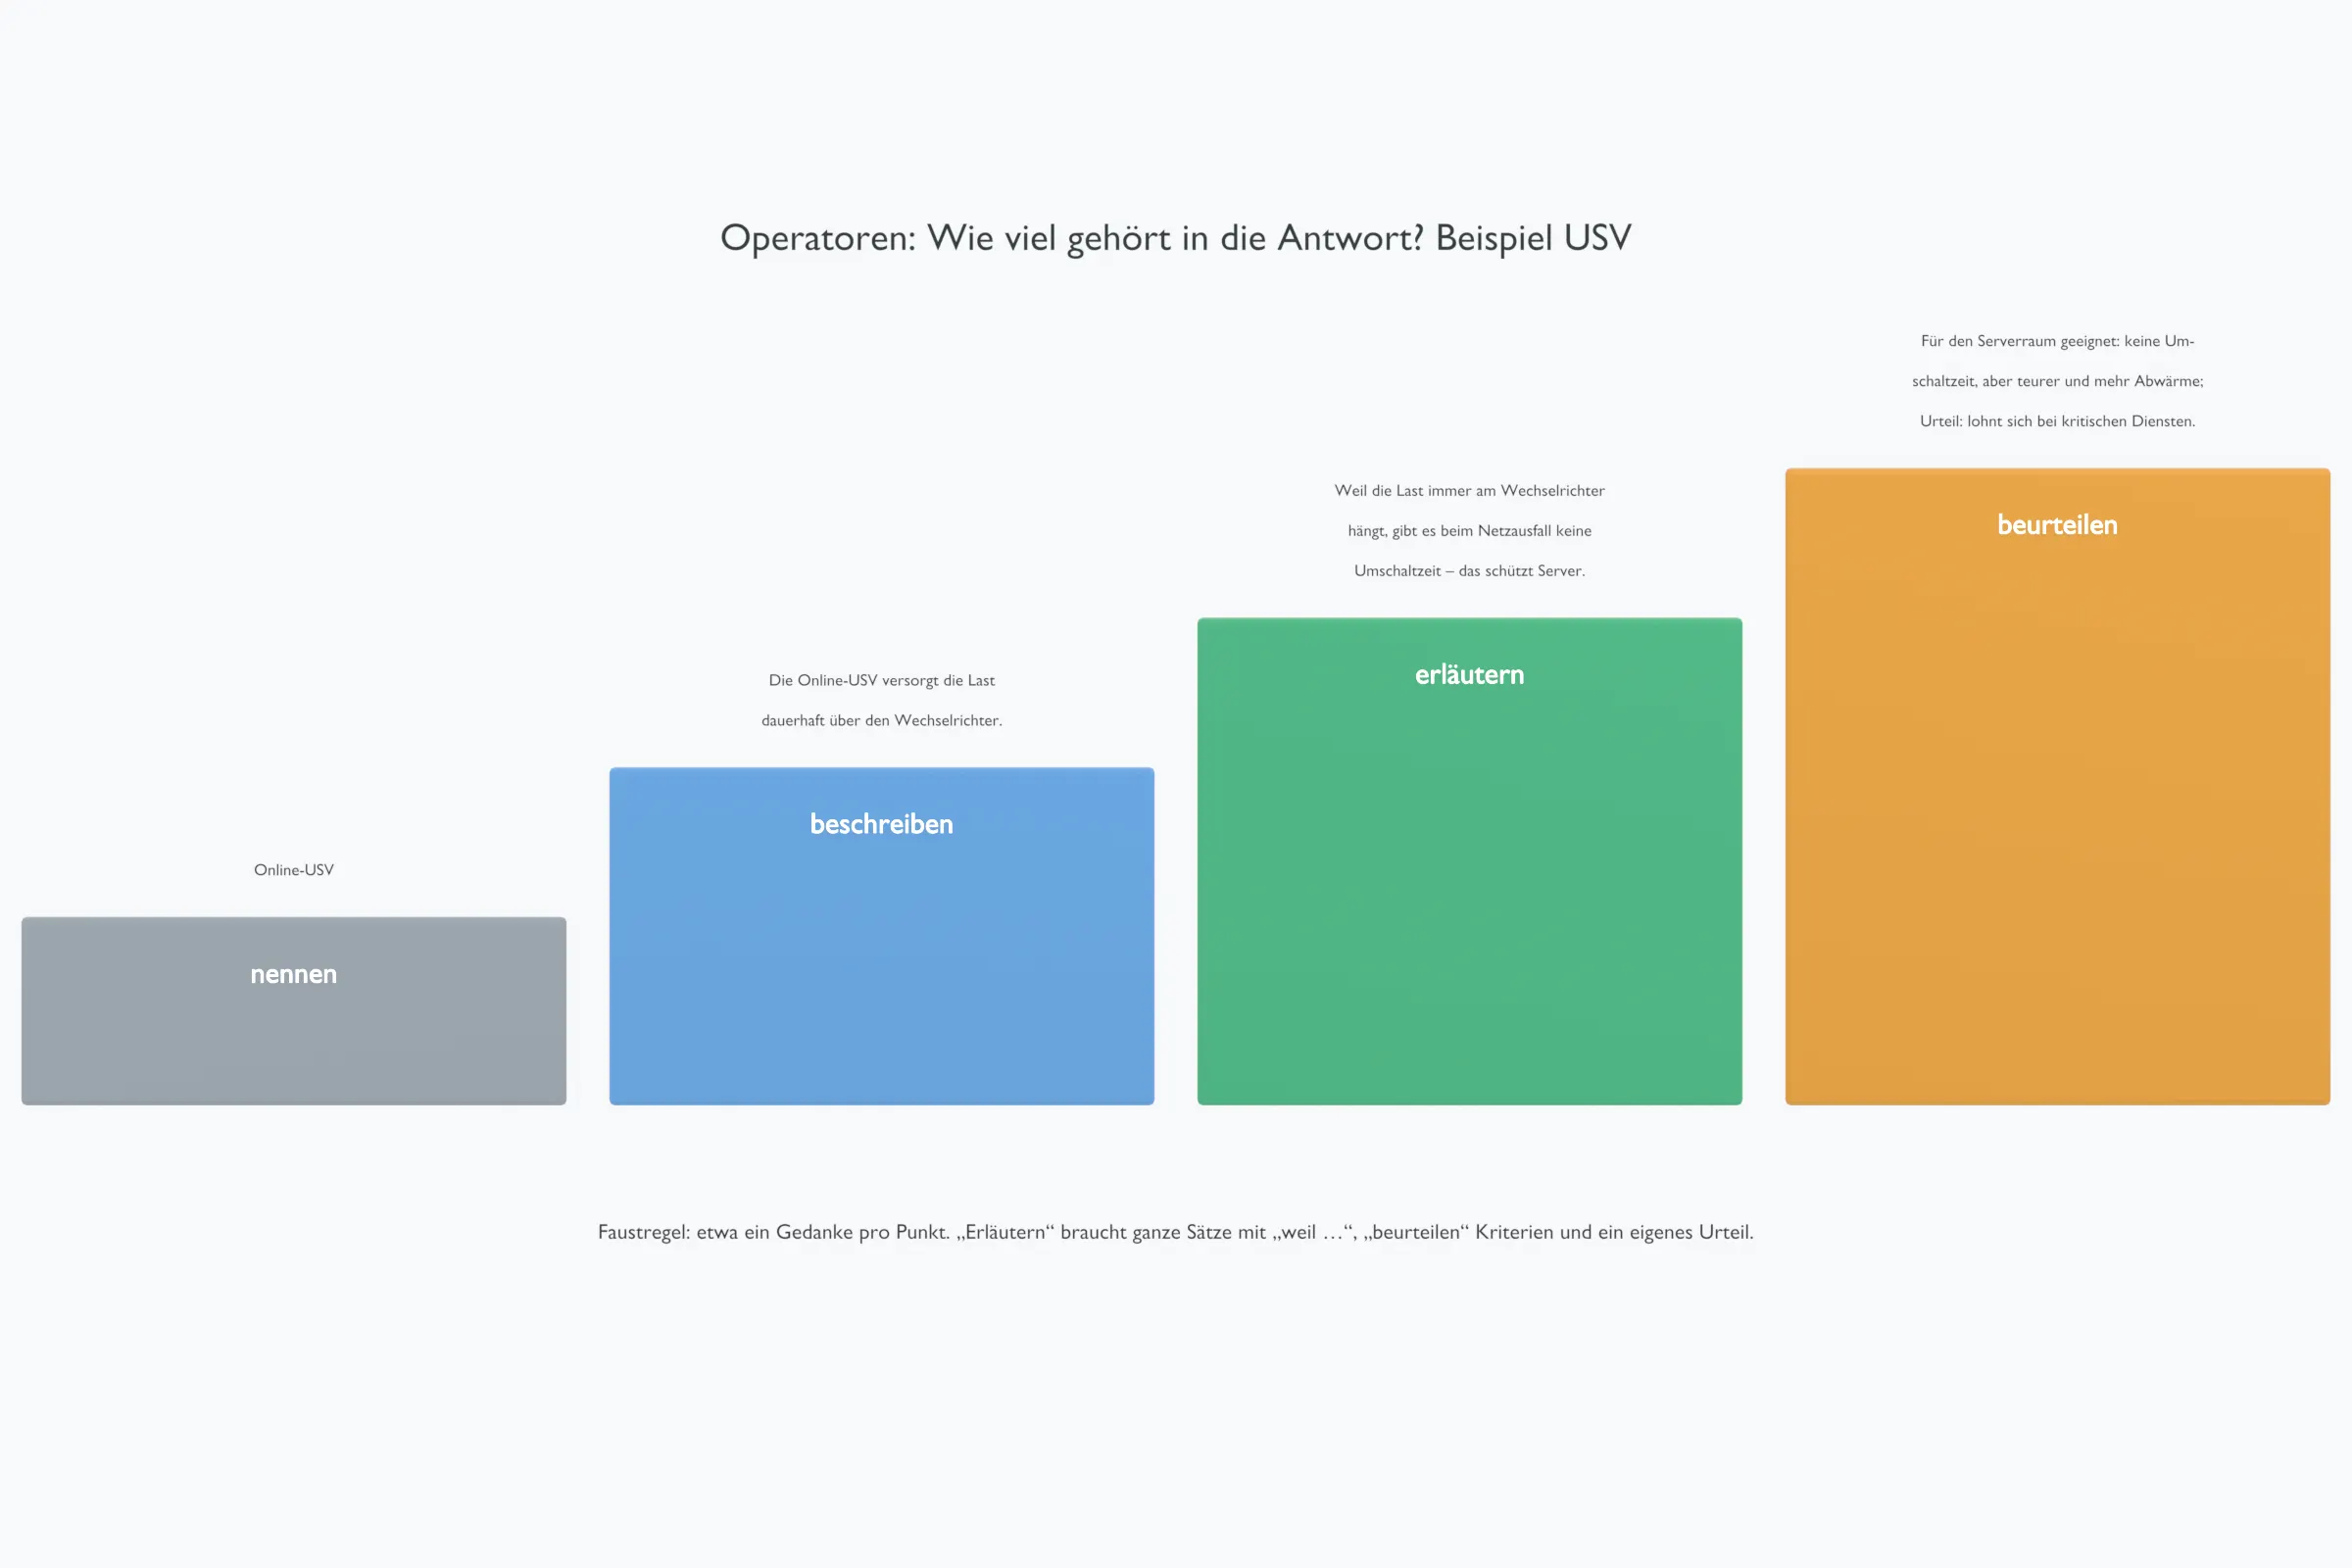 Operatoren: Wie viel gehört in die Antwort? Beispiel USV
Online-USV
nennen
Die Online-USV versorgt die Last
dauerhaft über den Wechselrichter.
beschreiben
Weil die Last immer am Wechselrichter
hängt, gibt es beim Netzausfall keine
Umschaltzeit – das schützt Server.
erläutern
Für den Serverraum geeignet: keine Um-
schaltzeit, aber teurer und mehr Abwärme;
Urteil: lohnt sich bei kritischen Diensten.
beurteilen
Faustregel: etwa ein Gedanke pro Punkt. „Erläutern“ braucht ganze Sätze mit „weil …“, „beurteilen“ Kriterien und ein eigenes Urteil.